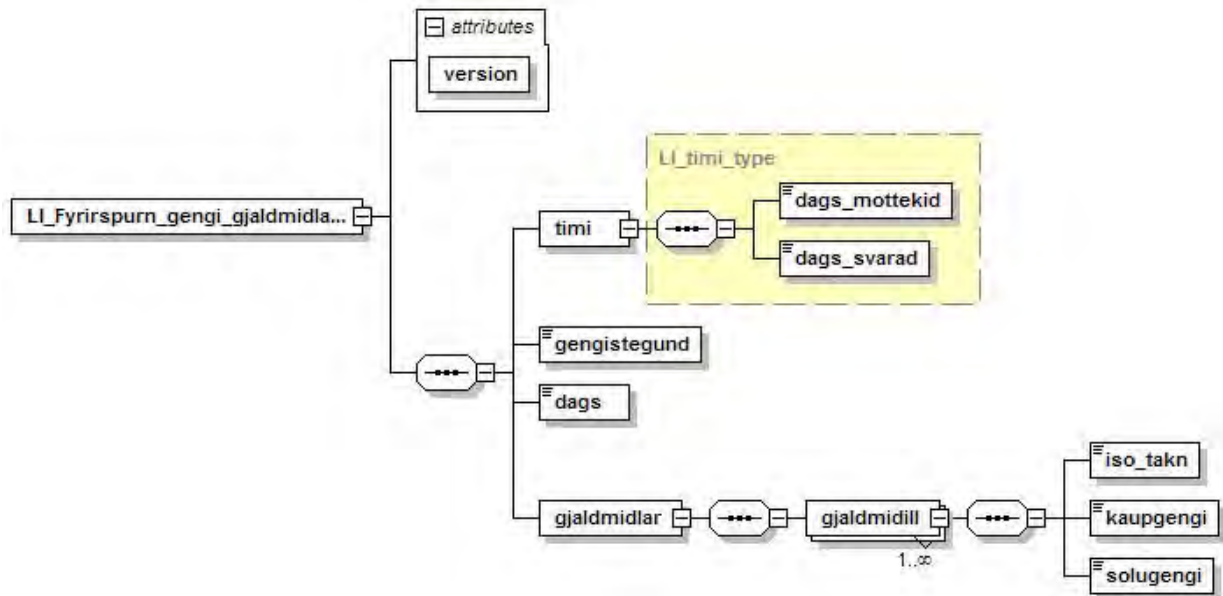 attributes
version
LI_timi_type
dags_mottekid
LI_Fyrirspurn_gengi_gjaldmidla...
timi
dags_svarad
gengistegund
dags
iso_takn
gjaldmidlar
gjaldmidill
kaupgengi
1..∞
solugengi